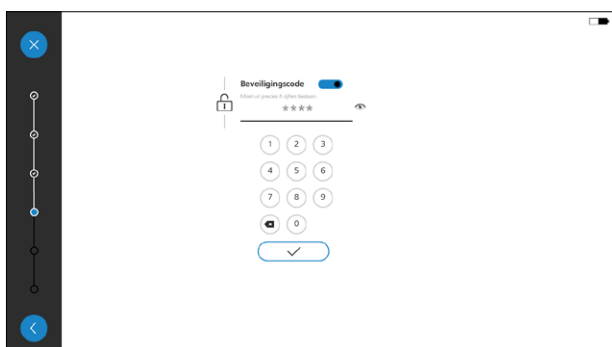 Beveiligingscode
Moet uit precies 4 cijfers bestaan
****
1 2 3
4 5 6
7 8 9
0